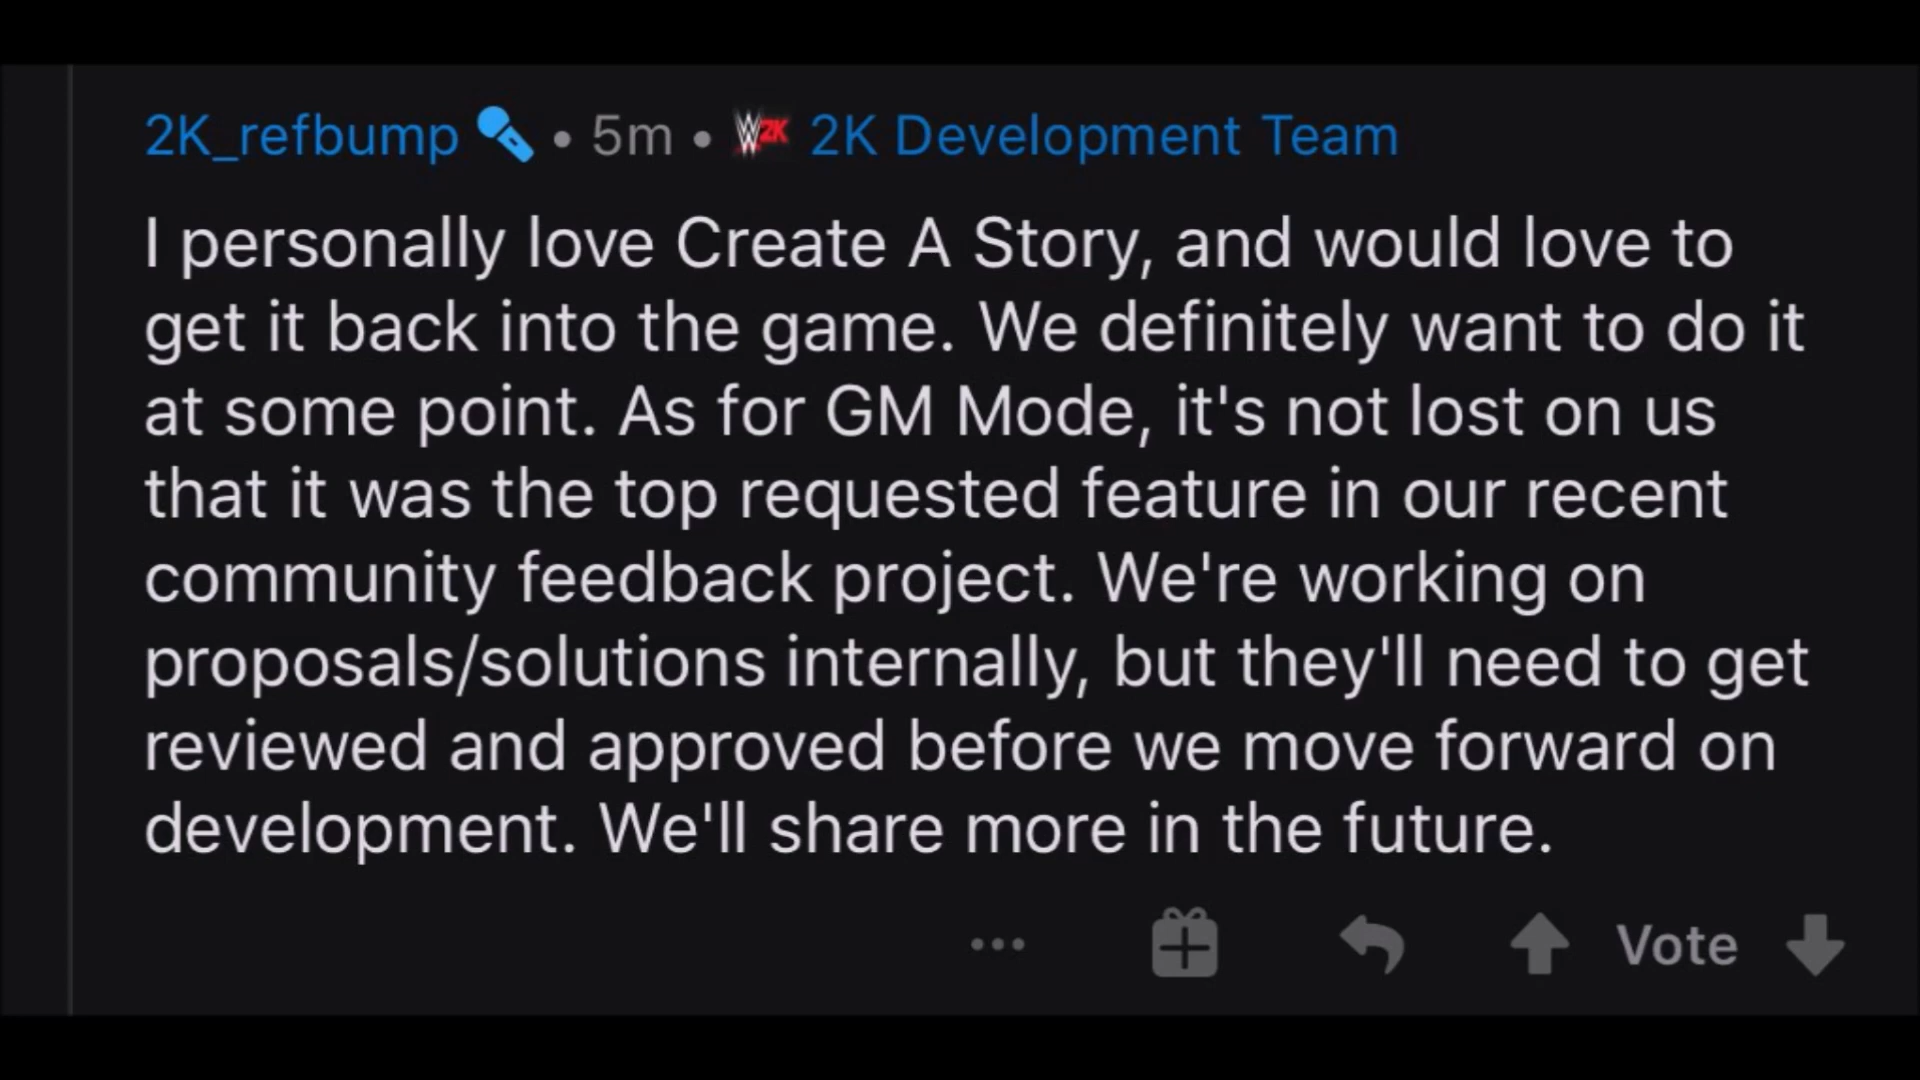 2K_refbump • 5m • W2K 2K Development Team
I personally love Create A Story, and would love to
get it back into the game. We definitely want to do it
at some point. As for GM Mode, it's not lost on us
that it was the top requested feature in our recent
community feedback project. We're working on
proposals/solutions internally, but they'll need to get
reviewed and approved before we move forward on
development. We'll share more in the future.
Vote